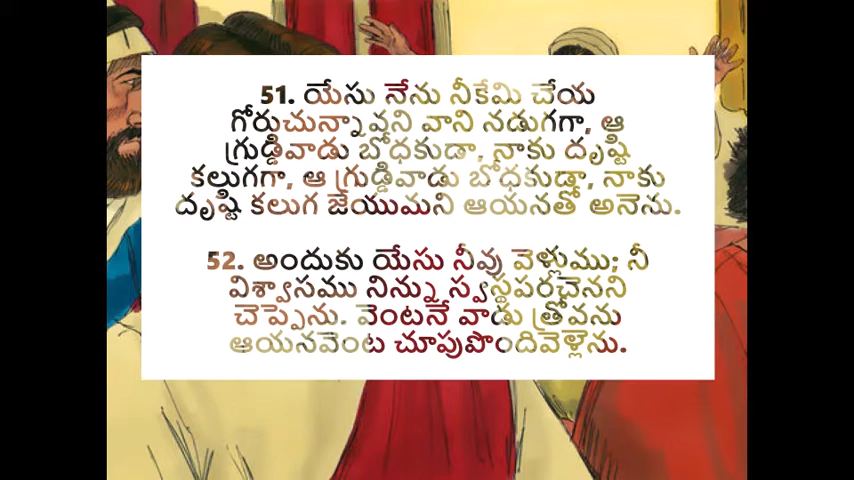 51. యేసు నేను నీకేమి చేయ
గోరుచున్నావని వాని నడుగగా, ఆ
గ్రుడ్డివాడు బోధకుడా, నాకు దృష్టి
కలుగగా, ఆ గ్రుడ్డివాడు బోధకుడా, నాకు
దృష్టి కలుగ జేయుమని ఆయనతో అనెను.
52. అందుకు యేసు నీవు వెళ్లుము; నీ
విశ్వాసము నిన్ను స్వస్థపరచెనని
చెప్పెను. వెంటనే వాడు త్రోవను
ఆయనవెంట చూపుపొందివెళ్లెను.